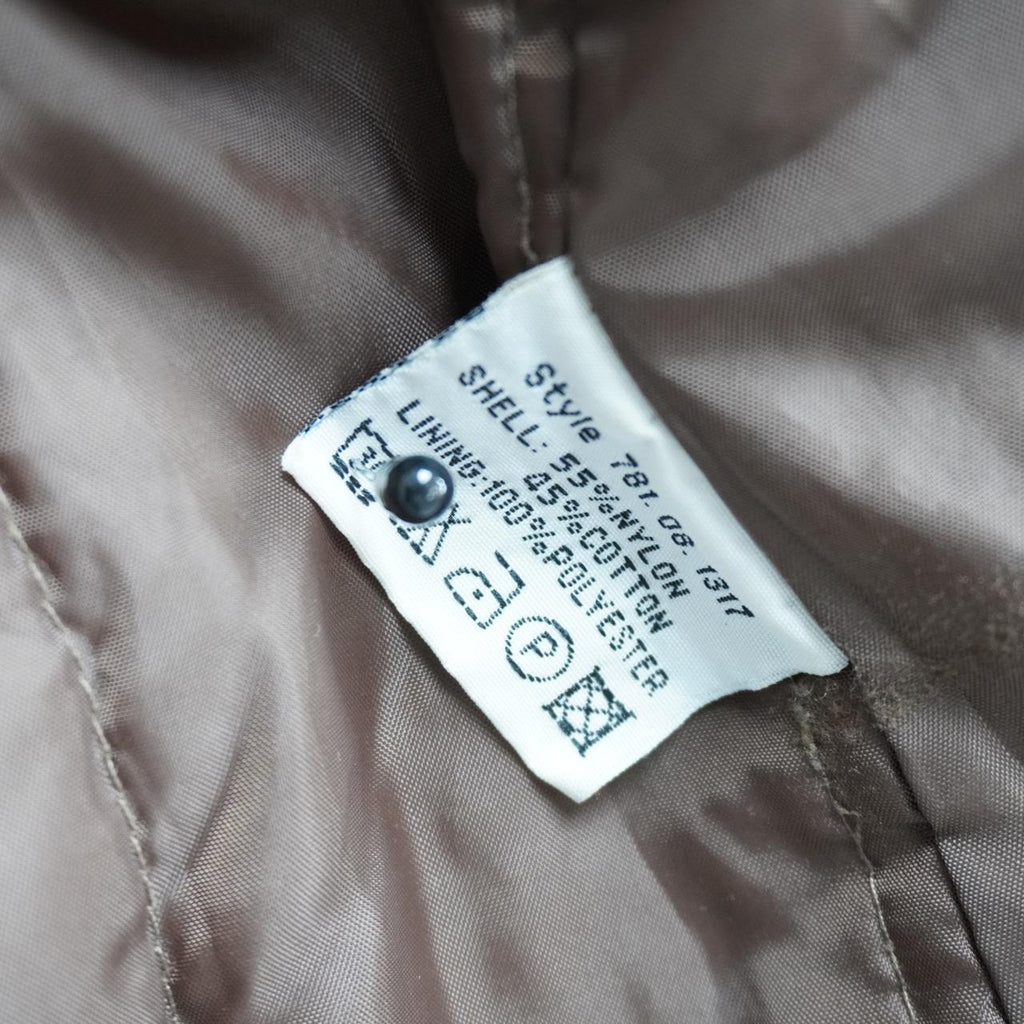 Style 781. 08. 1317
SHELL: 55%NYLON
45%COTTON
LINING:100%POLYESTER
P